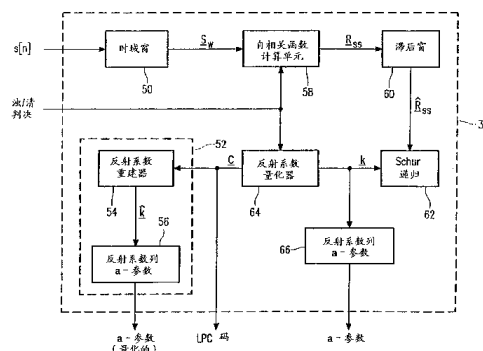 s[n]
时域窗
50
S_w
自相关函数
计算单元
58
R_ss
滞后窗
60
浊/清
判决
R̂_ss
52
3
反射系数
重建器
54
C
反射系数
量化器
64
k
Schur
递归
62
k̂
56
反射系数列
a－参数
66
反射系数列
a－参数
a－参数
(量化的)
LPC 码
a－参数